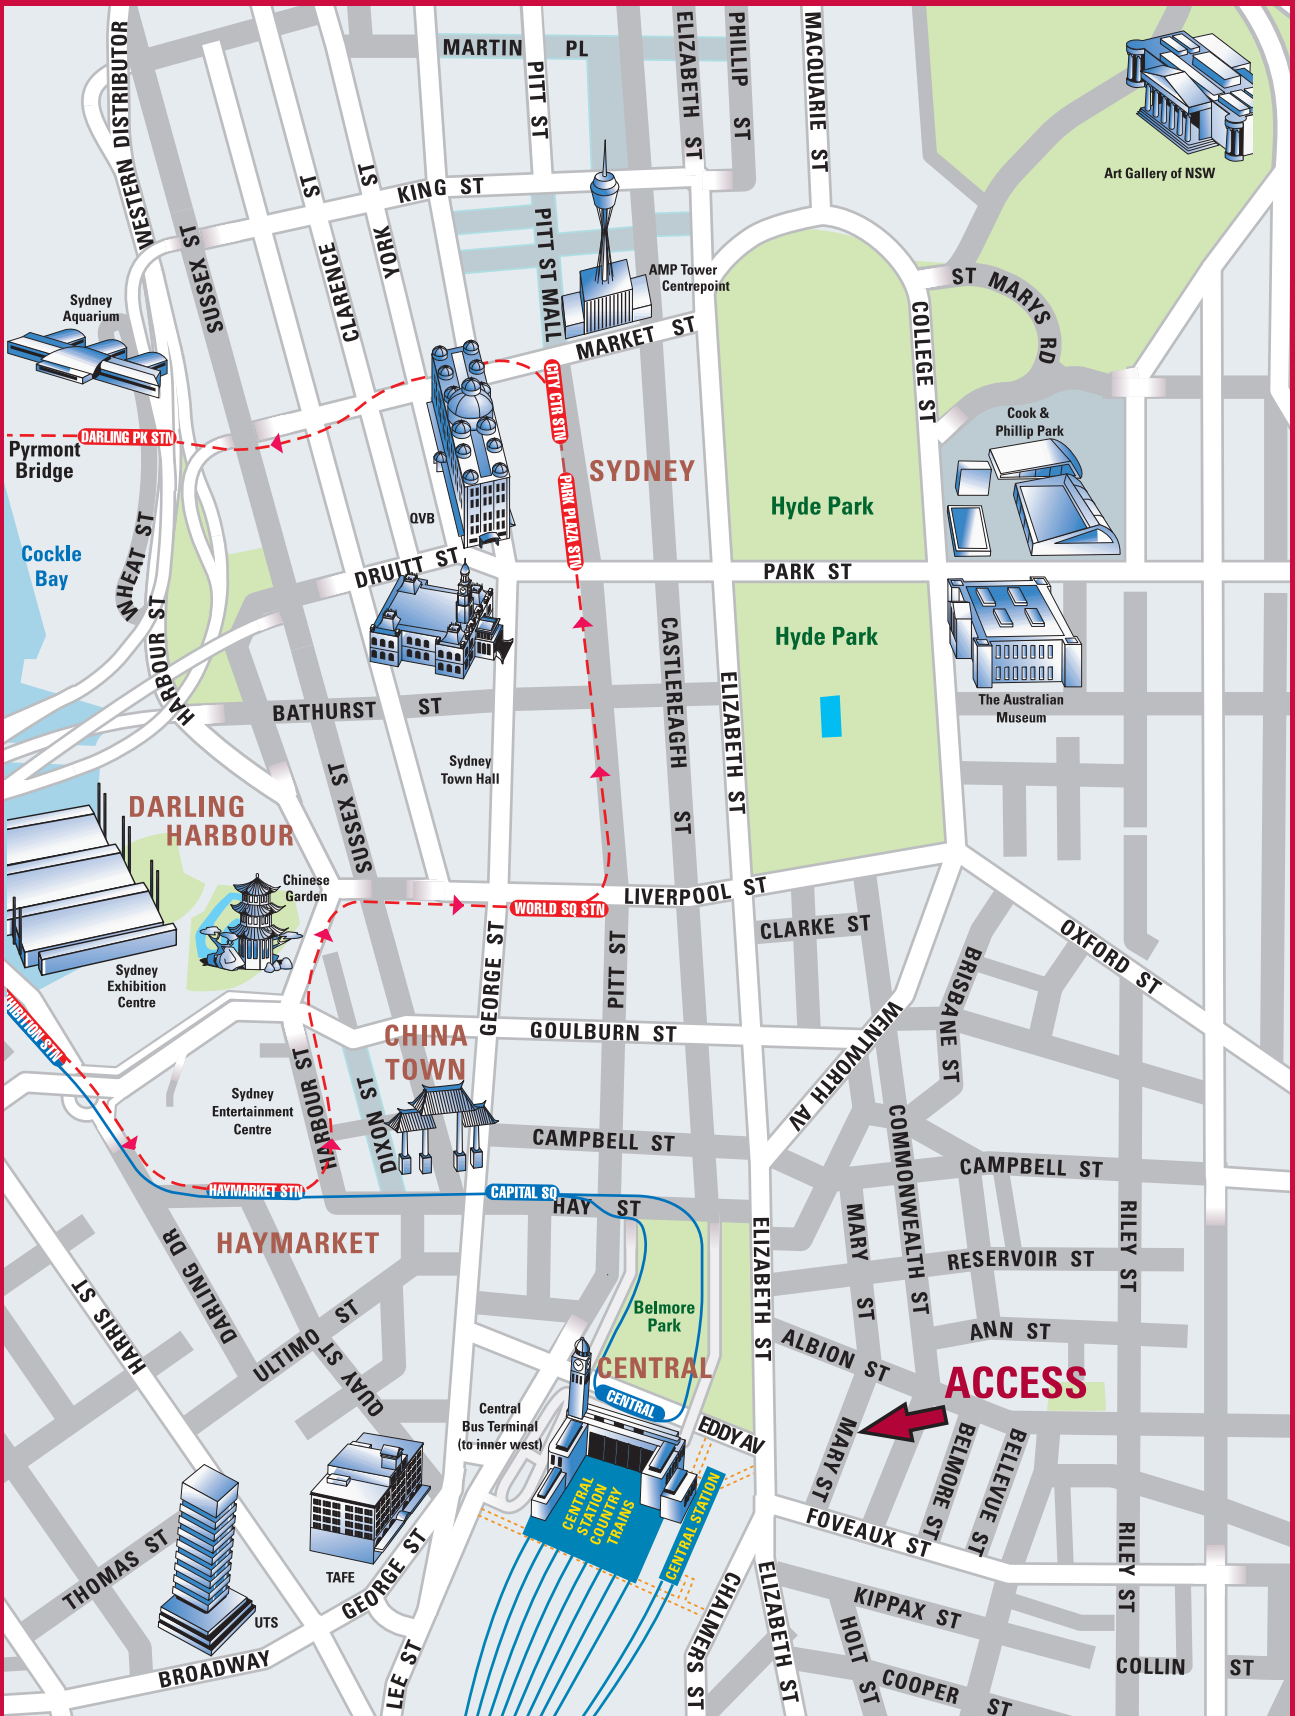 MARTIN PL
WESTERN DISTRIBUTOR
PITT ST
ELIZABETH ST
PHILLIP ST
MACQUARIE ST
Art Gallery of NSW
KING ST
ST
CLARENCE
ST
YORK
SUSSEX ST
PITT ST MALL
AMP Tower
Centrepoint
ST MARYS RD
Sydney
Aquarium
MARKET ST
COLLEGE ST
CITY CTR STN
Cook &
Phillip Park
DARLING PK STN
Pyrmont
Bridge
SYDNEY
PARK PLAZA STN
Hyde Park
QVB
Cockle
Bay
WHEAT ST
DRUITT ST
PARK ST
HARBOUR ST
Hyde Park
CASTLEREAGFH ST
ELIZABETH ST
The Australian
Museum
BATHURST ST
Sydney
Town Hall
SUSSEX ST
DARLING
HARBOUR
Chinese
Garden
LIVERPOOL ST
WORLD SQ STN
CLARKE ST
OXFORD ST
Sydney
Exhibition
Centre
GEORGE ST
PITT ST
BRISBANE ST
HIBITION STN
CHINA
TOWN
GOULBURN ST
WENTWORTH AV
HARBOUR ST
DIXON ST
Sydney
Entertainment
Centre
CAMPBELL ST
COMMONWEALTH ST
CAMPBELL ST
HAYMARKET STN
CAPITAL SQ
HAY ST
HAYMARKET
DARLING DR
ELIZABETH ST
MARY ST
RILEY ST
RESERVOIR ST
HARRIS ST
ULTIMO ST
QUAY ST
Belmore
Park
ALBION ST
ANN ST
CENTRAL
ACCESS
CENTRAL
Central
Bus Terminal
(to inner west)
EDDY AV
MARY ST
BELMORE ST
BELLEVUE ST
CENTRAL
STATION
COUNTRY
TRAINS
CENTRAL STATION
FOVEAUX ST
RILEY ST
THOMAS ST
TAFE
GEORGE ST
UTS
CHALMERS ST
ELIZABETH ST
KIPPAX ST
HOLT ST
COOPER ST
COLLIN ST
BROADWAY
LEE ST